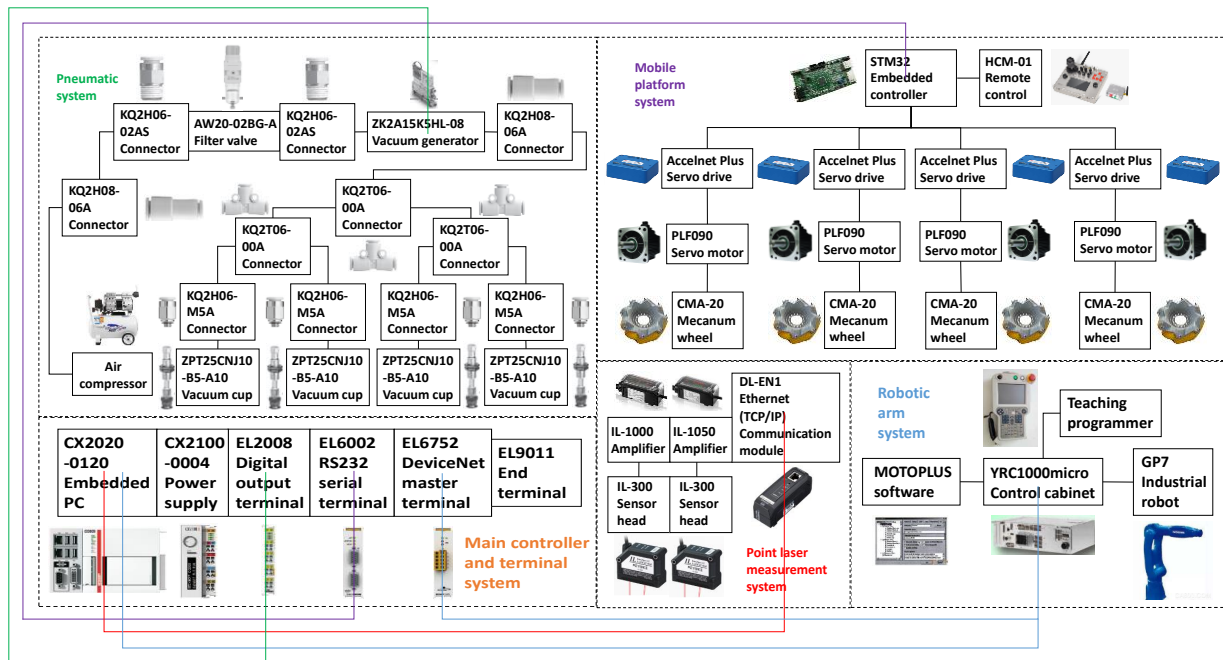 Pneumatic
system
KQ2H06-
02AS
Connector
AW20-02BG-A
Filter valve
KQ2H06-
02AS
Connector
ZK2A15K5HL-08
Vacuum generator
KQ2H08-
06A
Connector
KQ2H08-
06A
Connector
KQ2T06-
00A
Connector
KQ2T06-
00A
Connector
KQ2T06-
00A
Connector
KQ2H06-
M5A
Connector
KQ2H06-
M5A
Connector
KQ2H06-
M5A
Connector
KQ2H06-
M5A
Connector
Air
compressor
ZPT25CNJ10
-B5-A10
Vacuum cup
ZPT25CNJ10
-B5-A10
Vacuum cup
ZPT25CNJ10
-B5-A10
Vacuum cup
ZPT25CNJ10
-B5-A10
Vacuum cup
Mobile
platform
system
STM32
Embedded
controller
HCM-01
Remote
control
Accelnet Plus
Servo drive
Accelnet Plus
Servo drive
Accelnet Plus
Servo drive
Accelnet Plus
Servo drive
PLF090
Servo motor
PLF090
Servo motor
PLF090
Servo motor
PLF090
Servo motor
CMA-20
Mecanum
wheel
CMA-20
Mecanum
wheel
CMA-20
Mecanum
wheel
CMA-20
Mecanum
wheel
CX2020
-0120
Embedded
PC
CX2100
-0004
Power
supply
EL2008
Digital
output
terminal
EL6002
RS232
serial
terminal
EL6752
DeviceNet
master
terminal
EL9011
End
terminal
Main controller
and terminal
system
IL-1000
Amplifier
IL-1050
Amplifier
DL-EN1
Ethernet
(TCP/IP)
Communication
module
IL-300
Sensor
head
IL-300
Sensor
head
Point laser
measurement
system
Robotic
arm
system
Teaching
programmer
MOTOPLUS
software
YRC1000micro
Control cabinet
GP7
Industrial
robot